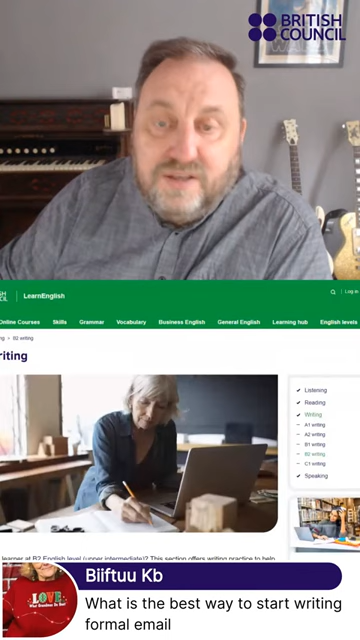 BRITISH
COUNCIL
LearnEnglish
Log in
Online Courses Skills Grammar Vocabulary Business English General English Learning hub English levels
B2 writing
riting
Listening
Reading
Writing
A1 writing
A2 writing
B1 writing
B2 writing
C1 writing
Speaking
learner at B2 English level (upper intermediate)? This section offers writing practice to help
LOVE
Biiftuu Kb
What is the best way to start writing
formal email